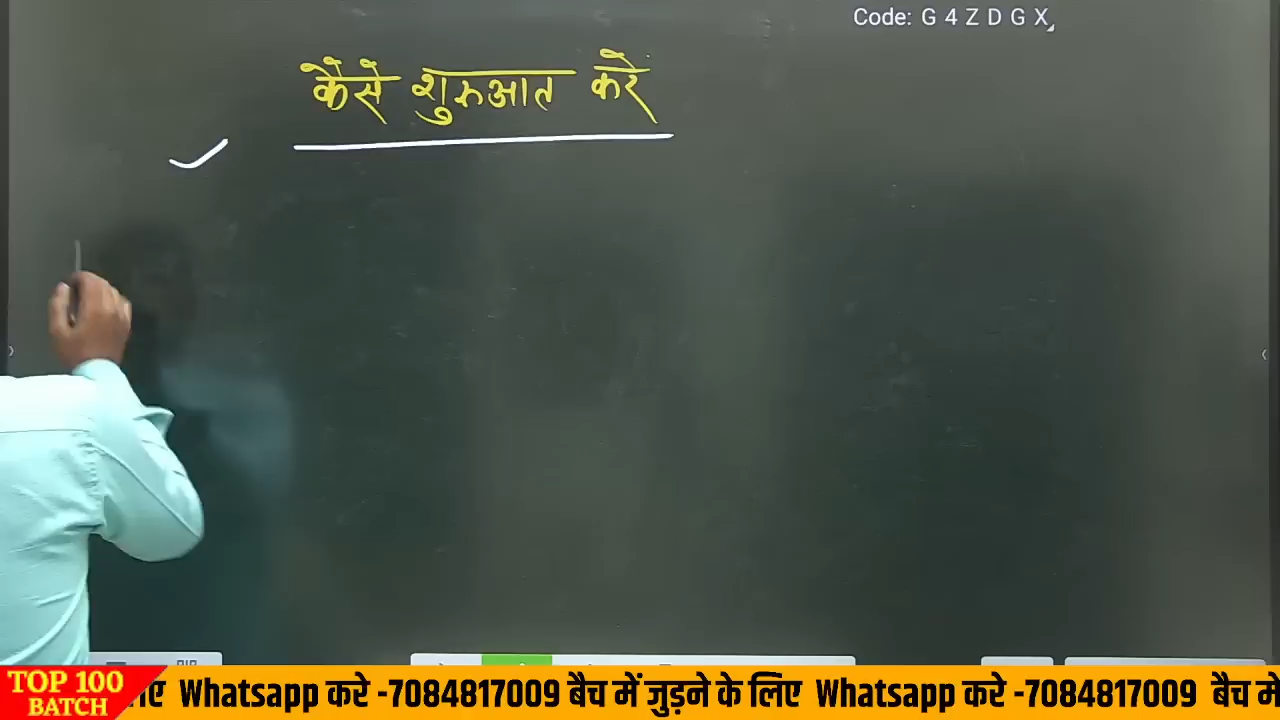 Code: G 4 Z D G X
कैसे शुरुआत करे
TOP 100
BATCH
लिए Whatsapp करे -7084817009 बैच में जुड़ने के लिए Whatsapp करे -7084817009 बैच मे